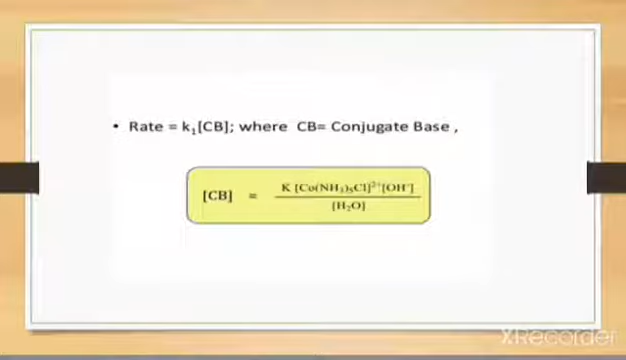 • Rate = k₁[CB]; where CB= Conjugate Base ,
[CB] = K [Co(NH₃)₅Cl]²⁺[OH⁻] / [H₂O]
XRecorder